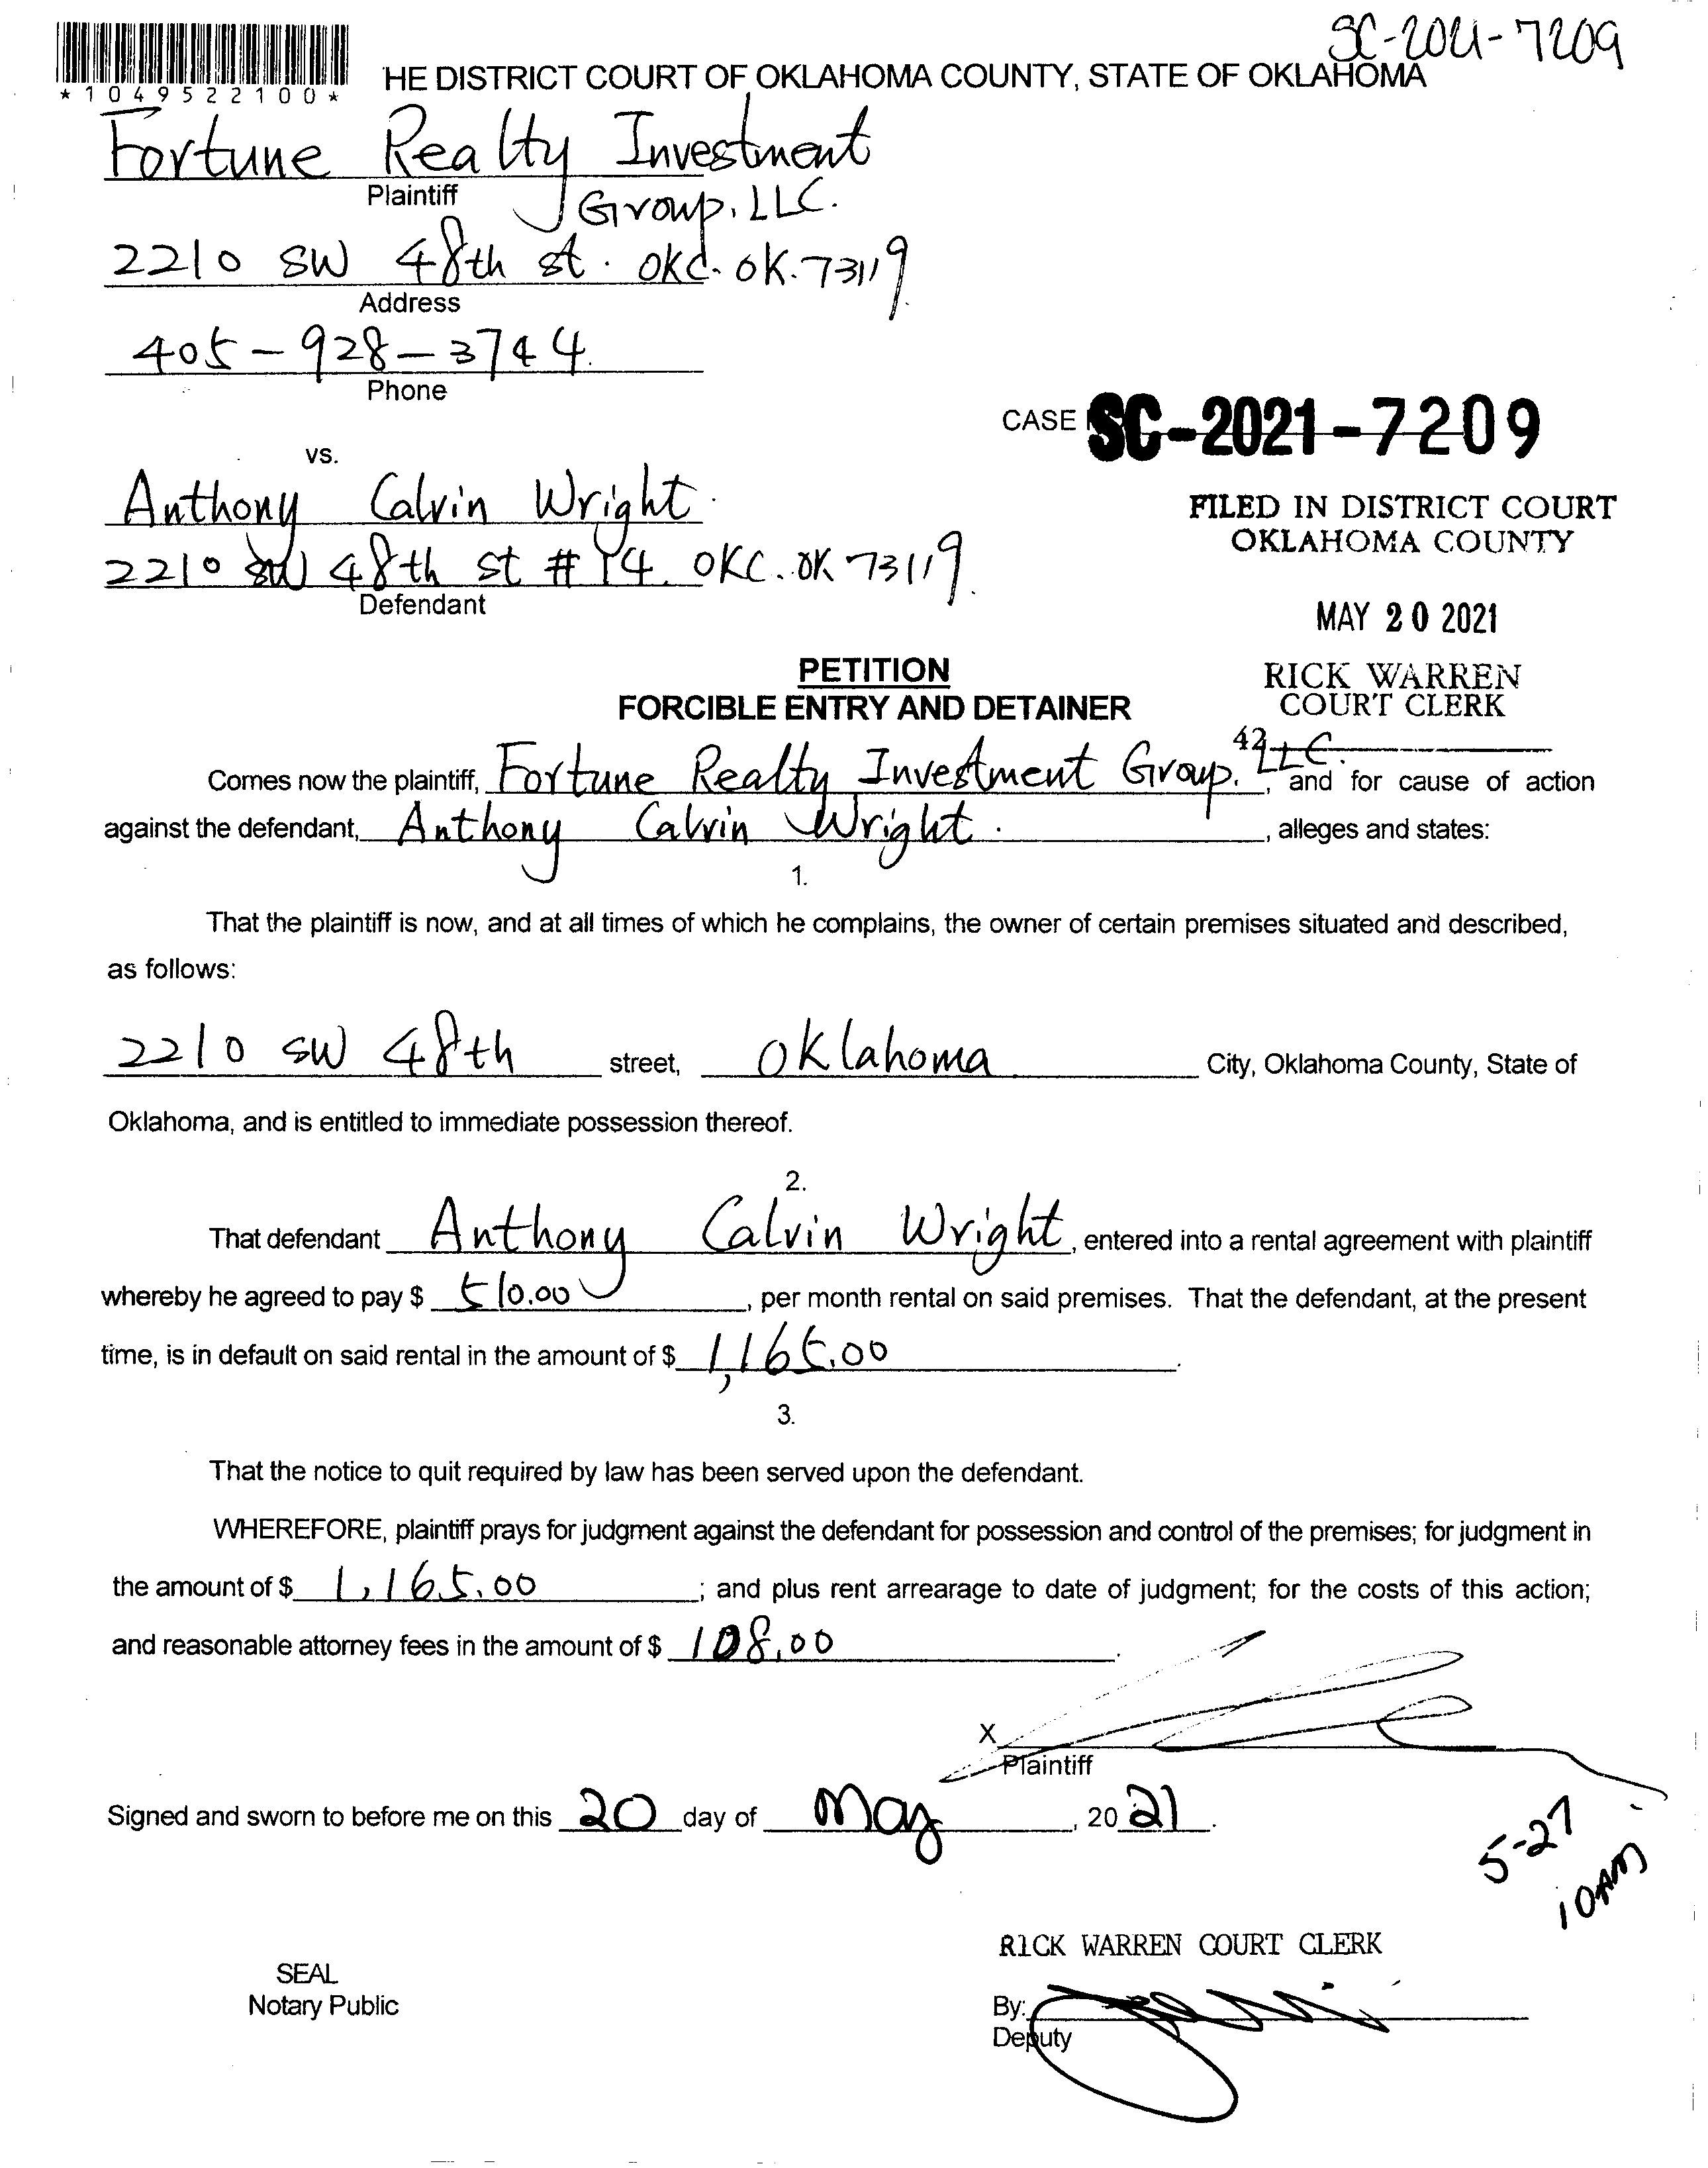 SC-2021-7209
*1049522100*
HE DISTRICT COURT OF OKLAHOMA COUNTY, STATE OF OKLAHOMA
Fortune Realty Investment
Plaintiff
Group, LLC.
2210 SW 48th st. OKC. OK. 73119.
Address
405-928-3744.
Phone
CASE SC-2021-7209
vs.
Anthony Calvin Wright.
2210 SW 48th st # 14. OKC. OK 73119.
Defendant
FILED IN DISTRICT COURT
OKLAHOMA COUNTY
MAY 20 2021
RICK WARREN
COURT CLERK
42
PETITION
FORCIBLE ENTRY AND DETAINER
Comes now the plaintiff, Fortune Realty Investment Group, LLC., and for cause of action
against the defendant, Anthony Calvin Wright., alleges and states:
1.
That the plaintiff is now, and at all times of which he complains, the owner of certain premises situated and described,
as follows:
2210 SW 48th street, Oklahoma City, Oklahoma County, State of
Oklahoma, and is entitled to immediate possession thereof.
2.
That defendant Anthony Calvin Wright, entered into a rental agreement with plaintiff
whereby he agreed to pay $ 510.00, per month rental on said premises. That the defendant, at the present
time, is in default on said rental in the amount of $ 1,165.00.
3.
That the notice to quit required by law has been served upon the defendant.
WHEREFORE, plaintiff prays for judgment against the defendant for possession and control of the premises; for judgment in
the amount of $ 1,165.00; and plus rent arrearage to date of judgment; for the costs of this action;
and reasonable attorney fees in the amount of $ 108.00.
X
Plaintiff
Signed and sworn to before me on this 20 day of May, 2021.
5-27
10AM
RICK WARREN COURT CLERK
SEAL
Notary Public
By:
Deputy